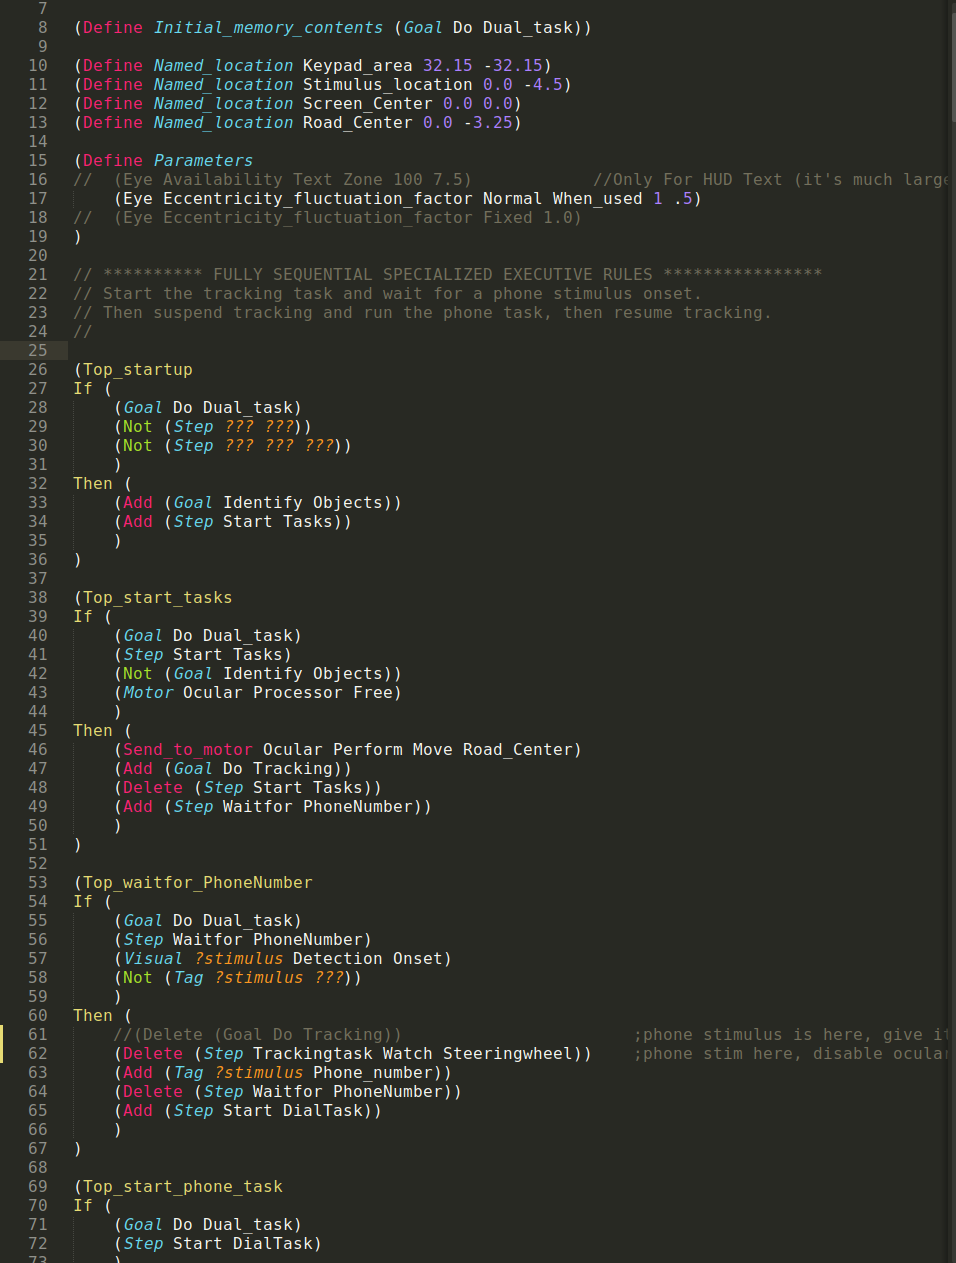 7
8 (Define Initial_memory_contents (Goal Do Dual_task))
9
10 (Define Named_location Keypad_area 32.15 -32.15)
11 (Define Named_location Stimulus_location 0.0 -4.5)
12 (Define Named_location Screen_Center 0.0 0.0)
13 (Define Named_location Road_Center 0.0 -3.25)
14
15 (Define Parameters
16 //  (Eye Availability Text Zone 100 7.5)            //Only For HUD Text (it's much large
17     (Eye Eccentricity_fluctuation_factor Normal When_used 1 .5)
18 //  (Eye Eccentricity_fluctuation_factor Fixed 1.0)
19 )
20
21 // ********** FULLY SEQUENTIAL SPECIALIZED EXECUTIVE RULES ****************
22 // Start the tracking task and wait for a phone stimulus onset.
23 // Then suspend tracking and run the phone task, then resume tracking.
24 //
25
26 (Top_startup
27 If (
28     (Goal Do Dual_task)
29     (Not (Step ??? ???))
30     (Not (Step ??? ??? ???))
31     )
32 Then (
33     (Add (Goal Identify Objects))
34     (Add (Step Start Tasks))
35     )
36 )
37
38 (Top_start_tasks
39 If (
40     (Goal Do Dual_task)
41     (Step Start Tasks)
42     (Not (Goal Identify Objects))
43     (Motor Ocular Processor Free)
44     )
45 Then (
46     (Send_to_motor Ocular Perform Move Road_Center)
47     (Add (Goal Do Tracking))
48     (Delete (Step Start Tasks))
49     (Add (Step Waitfor PhoneNumber))
50     )
51 )
52
53 (Top_waitfor_PhoneNumber
54 If (
55     (Goal Do Dual_task)
56     (Step Waitfor PhoneNumber)
57     (Visual ?stimulus Detection Onset)
58     (Not (Tag ?stimulus ???))
59     )
60 Then (
61     //(Delete (Goal Do Tracking))                       ;phone stimulus is here, give it
62     (Delete (Step Trackingtask Watch Steeringwheel))    ;phone stim here, disable ocular
63     (Add (Tag ?stimulus Phone_number))
64     (Delete (Step Waitfor PhoneNumber))
65     (Add (Step Start DialTask))
66     )
67 )
68
69 (Top_start_phone_task
70 If (
71     (Goal Do Dual_task)
72     (Step Start DialTask)
73     )